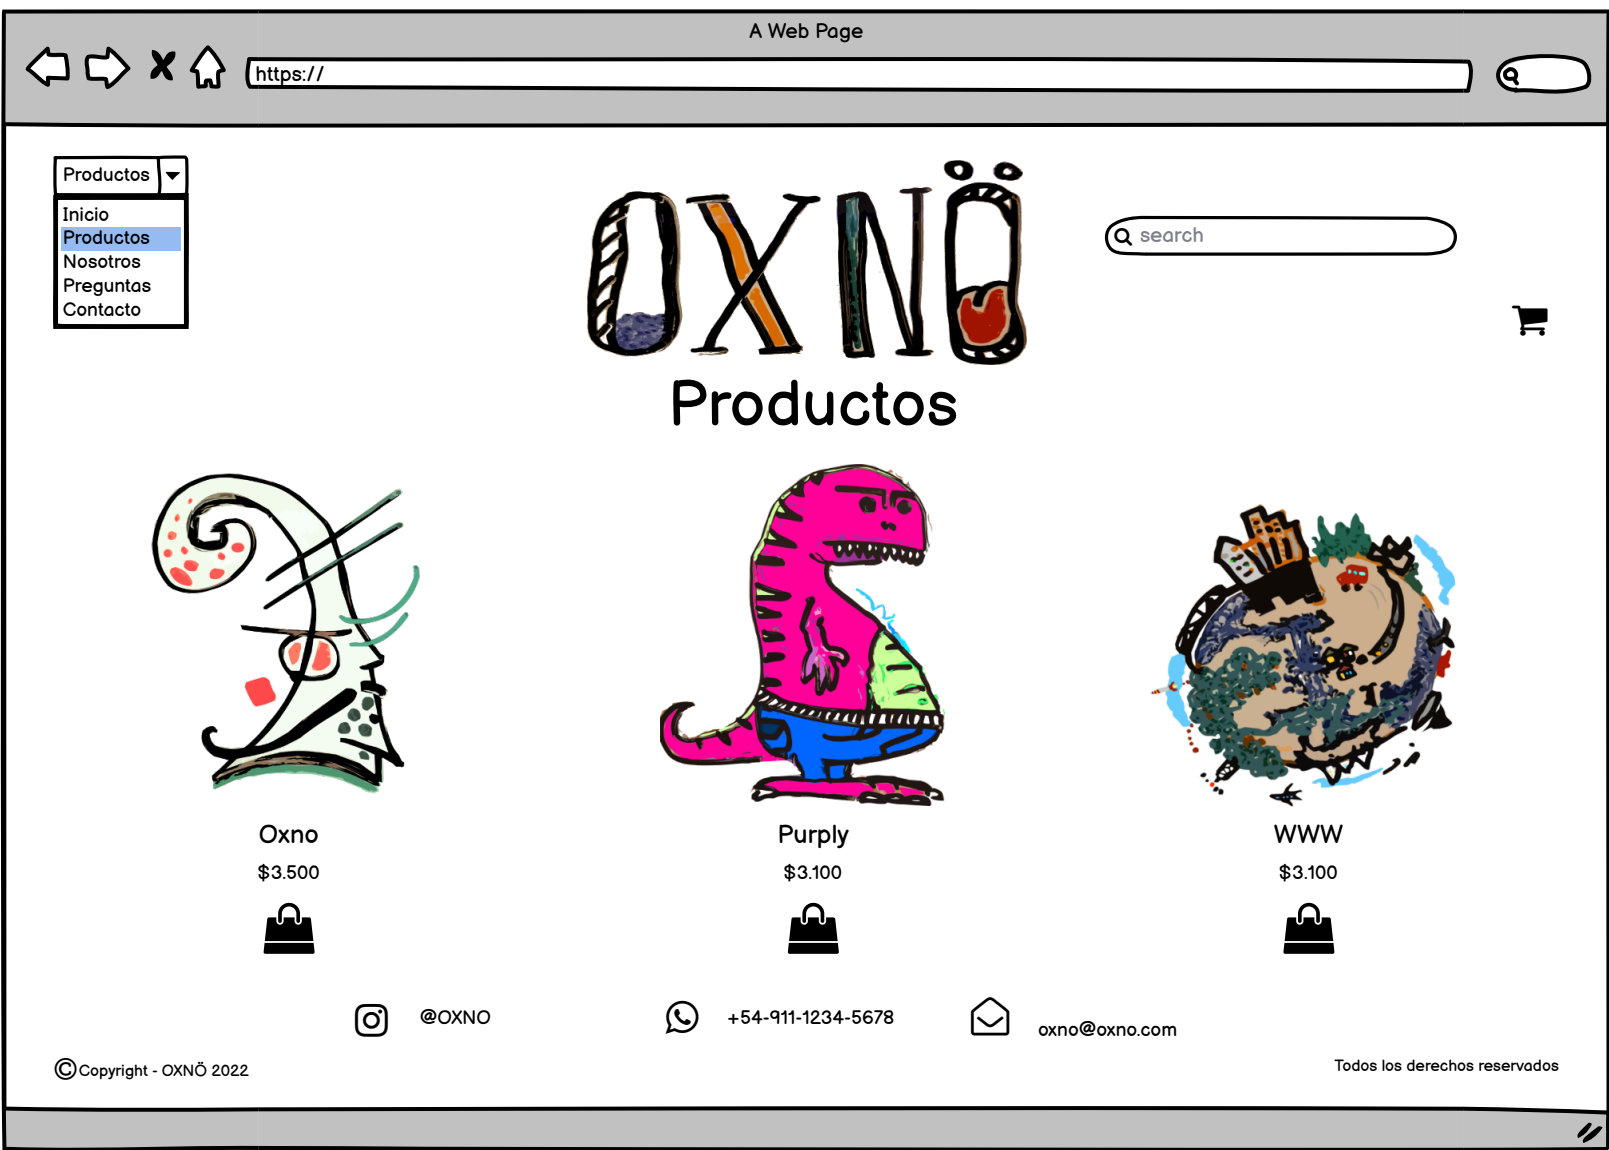 A Web Page
https://
Productos
Inicio
Productos
Nosotros
Preguntas
Contacto
OXNÖ
search
Productos
Oxno
$3.500
Purply
$3.100
WWW
$3.100
@OXNO
+54-911-1234-5678
oxno@oxno.com
©Copyright - OXNÖ 2022
Todos los derechos reservados